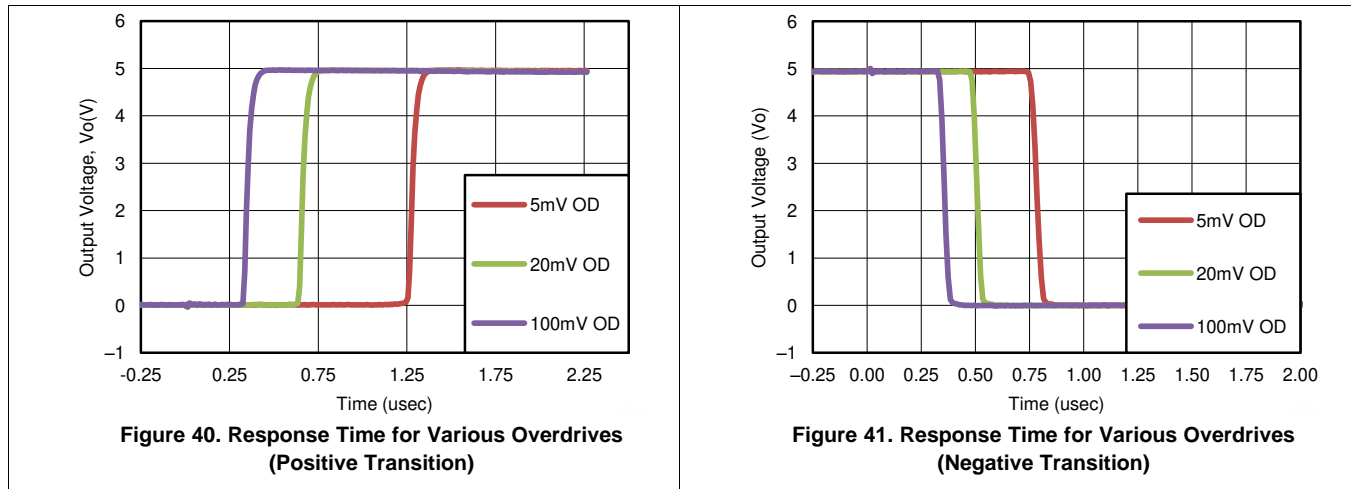 6
5
4
3
2
1
0
–1
Output Voltage, Vo(V)
5mV OD
20mV OD
100mV OD
-0.25 0.25 0.75 1.25 1.75 2.25
Time (usec)
Figure 40. Response Time for Various Overdrives
(Positive Transition)
6
5
4
3
2
1
0
–1
Output Voltage (Vo)
5mV OD
20mV OD
100mV OD
–0.25 0.00 0.25 0.50 0.75 1.00 1.25 1.50 1.75 2.00
Time (usec)
Figure 41. Response Time for Various Overdrives
(Negative Transition)